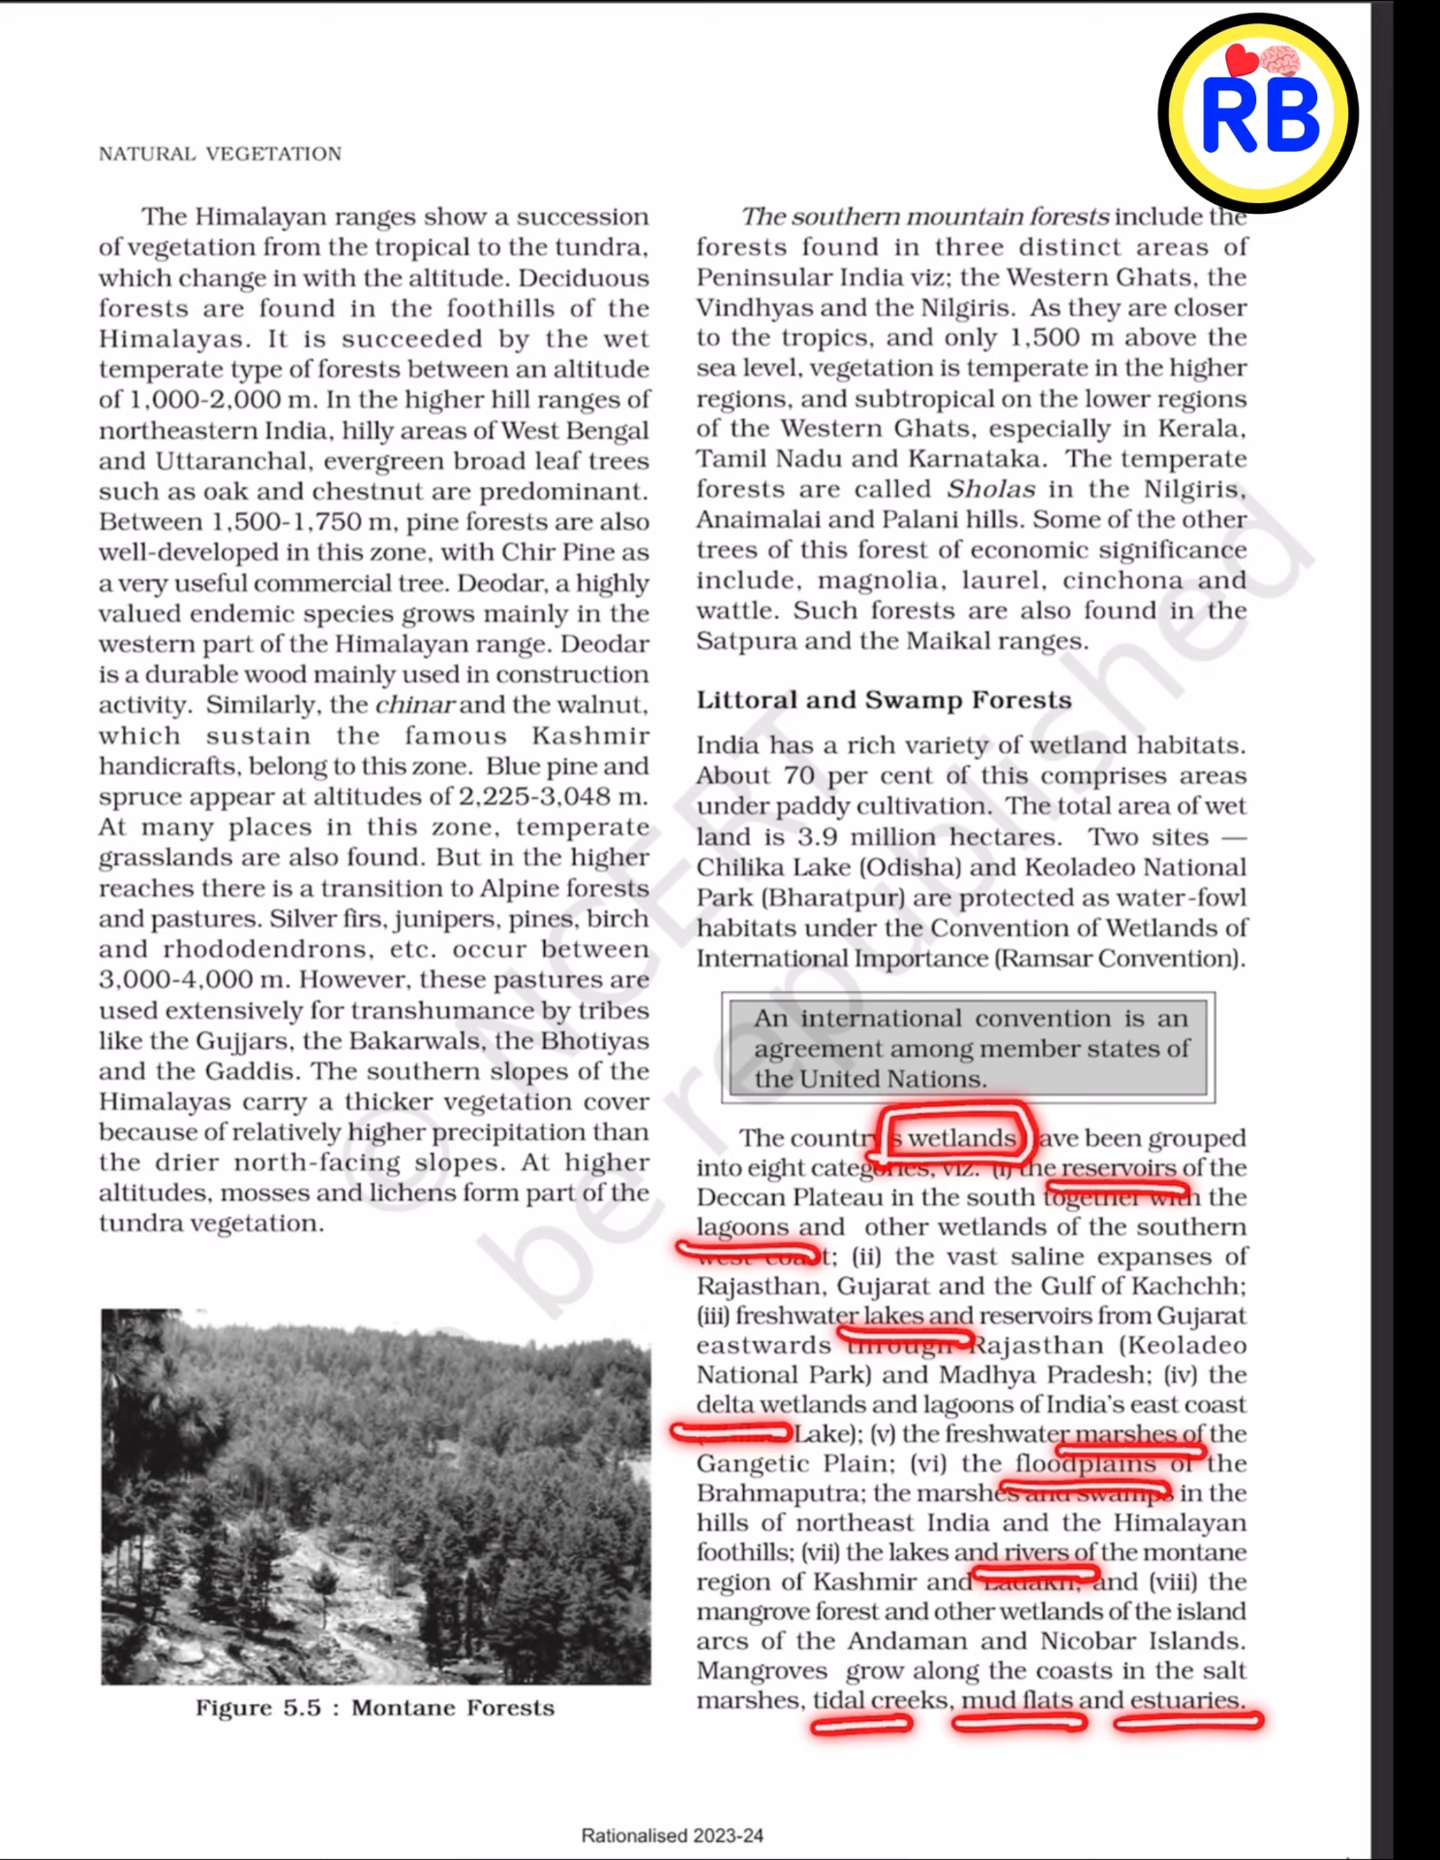 RB
NATURAL VEGETATION
The Himalayan ranges show a succession
of vegetation from the tropical to the tundra,
which change in with the altitude. Deciduous
forests are found in the foothills of the
Himalayas. It is succeeded by the wet
temperate type of forests between an altitude
of 1,000-2,000 m. In the higher hill ranges of
northeastern India, hilly areas of West Bengal
and Uttaranchal, evergreen broad leaf trees
such as oak and chestnut are predominant.
Between 1,500-1,750 m, pine forests are also
well-developed in this zone, with Chir Pine as
a very useful commercial tree. Deodar, a highly
valued endemic species grows mainly in the
western part of the Himalayan range. Deodar
is a durable wood mainly used in construction
activity. Similarly, the chinar and the walnut,
which sustain the famous Kashmir
handicrafts, belong to this zone. Blue pine and
spruce appear at altitudes of 2,225-3,048 m.
At many places in this zone, temperate
grasslands are also found. But in the higher
reaches there is a transition to Alpine forests
and pastures. Silver firs, junipers, pines, birch
and rhododendrons, etc. occur between
3,000-4,000 m. However, these pastures are
used extensively for transhumance by tribes
like the Gujjars, the Bakarwals, the Bhotiyas
and the Gaddis. The southern slopes of the
Himalayas carry a thicker vegetation cover
because of relatively higher precipitation than
the drier north-facing slopes. At higher
altitudes, mosses and lichens form part of the
tundra vegetation.
Figure 5.5 : Montane Forests
The southern mountain forests include the
forests found in three distinct areas of
Peninsular India viz; the Western Ghats, the
Vindhyas and the Nilgiris. As they are closer
to the tropics, and only 1,500 m above the
sea level, vegetation is temperate in the higher
regions, and subtropical on the lower regions
of the Western Ghats, especially in Kerala,
Tamil Nadu and Karnataka. The temperate
forests are called Sholas in the Nilgiris,
Anaimalai and Palani hills. Some of the other
trees of this forest of economic significance
include, magnolia, laurel, cinchona and
wattle. Such forests are also found in the
Satpura and the Maikal ranges.
Littoral and Swamp Forests
India has a rich variety of wetland habitats.
About 70 per cent of this comprises areas
under paddy cultivation. The total area of wet
land is 3.9 million hectares. Two sites —
Chilika Lake (Odisha) and Keoladeo National
Park (Bharatpur) are protected as water-fowl
habitats under the Convention of Wetlands of
International Importance (Ramsar Convention).
An international convention is an
agreement among member states of
the United Nations.
The country's wetlands have been grouped
into eight categories, viz. (i) the reservoirs of the
Deccan Plateau in the south together with the
lagoons and other wetlands of the southern
west coast; (ii) the vast saline expanses of
Rajasthan, Gujarat and the Gulf of Kachchh;
(iii) freshwater lakes and reservoirs from Gujarat
eastwards through Rajasthan (Keoladeo
National Park) and Madhya Pradesh; (iv) the
delta wetlands and lagoons of India's east coast
Lake); (v) the freshwater marshes of the
Gangetic Plain; (vi) the floodplains of the
Brahmaputra; the marshes and swamps in the
hills of northeast India and the Himalayan
foothills; (vii) the lakes and rivers of the montane
region of Kashmir and Ladakh; and (viii) the
mangrove forest and other wetlands of the island
arcs of the Andaman and Nicobar Islands.
Mangroves grow along the coasts in the salt
marshes, tidal creeks, mud flats and estuaries.
© NCERT
be republished
Rationalised 2023-24